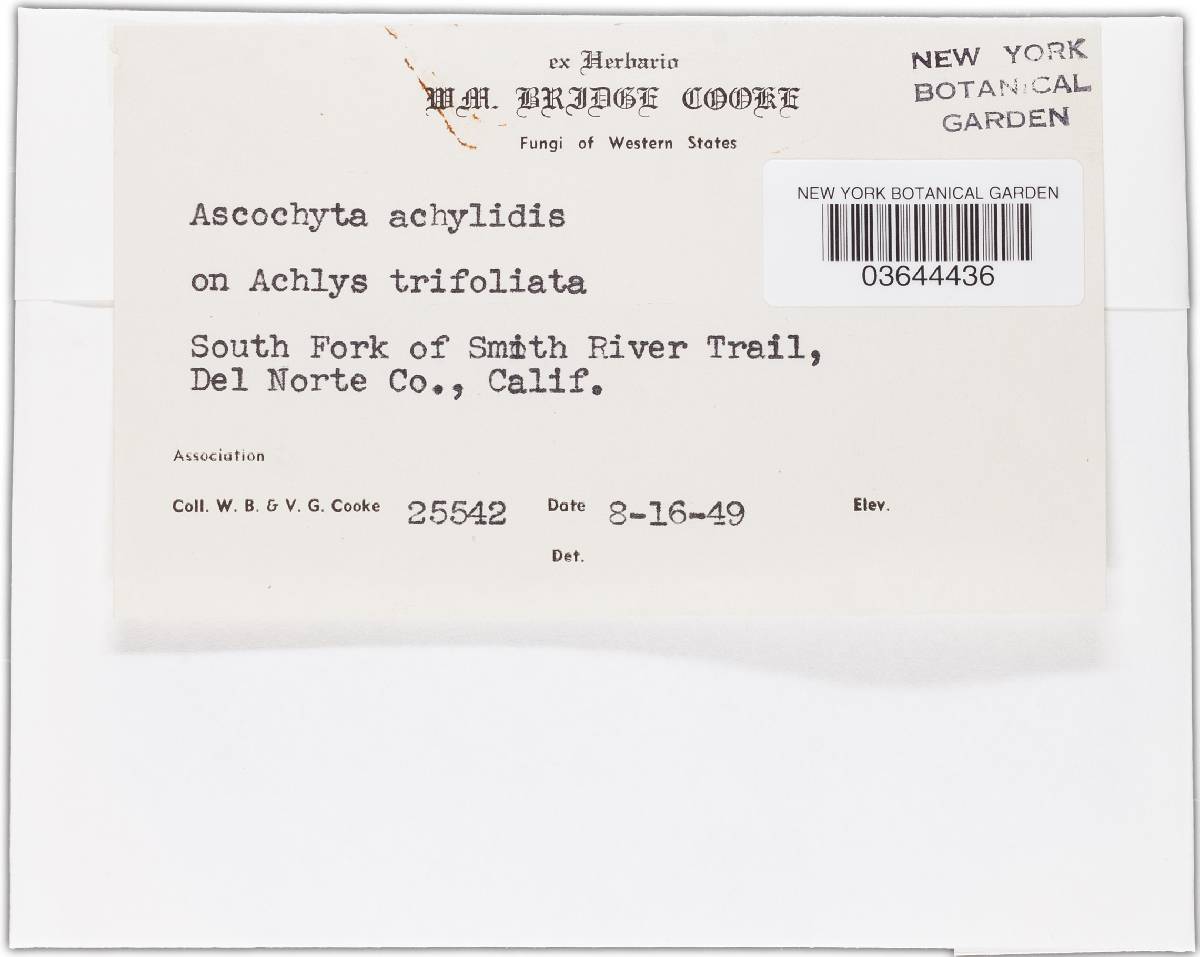 ex Herbario
WM. BRIDGE COOKE
Fungi of Western States
NEW YORK
BOTANICAL
GARDEN
NEW YORK BOTANICAL GARDEN
03644436
Ascochyta achylidis
on Achlys trifoliata
South Fork of Smith River Trail,
Del Norte Co., Calif.
Association
Coll. W. B. & V. G. Cooke 25542 Date 8-16-49 Elev.
Det.